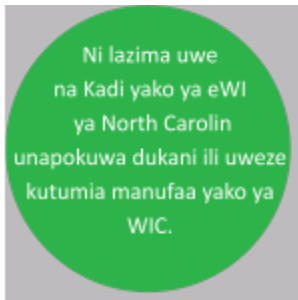 Ni lazima uwe
na Kadi yako ya eWI
ya North Carolin
unapokuwa dukani ili uweze
kutumia manufaa yako ya
WIC.